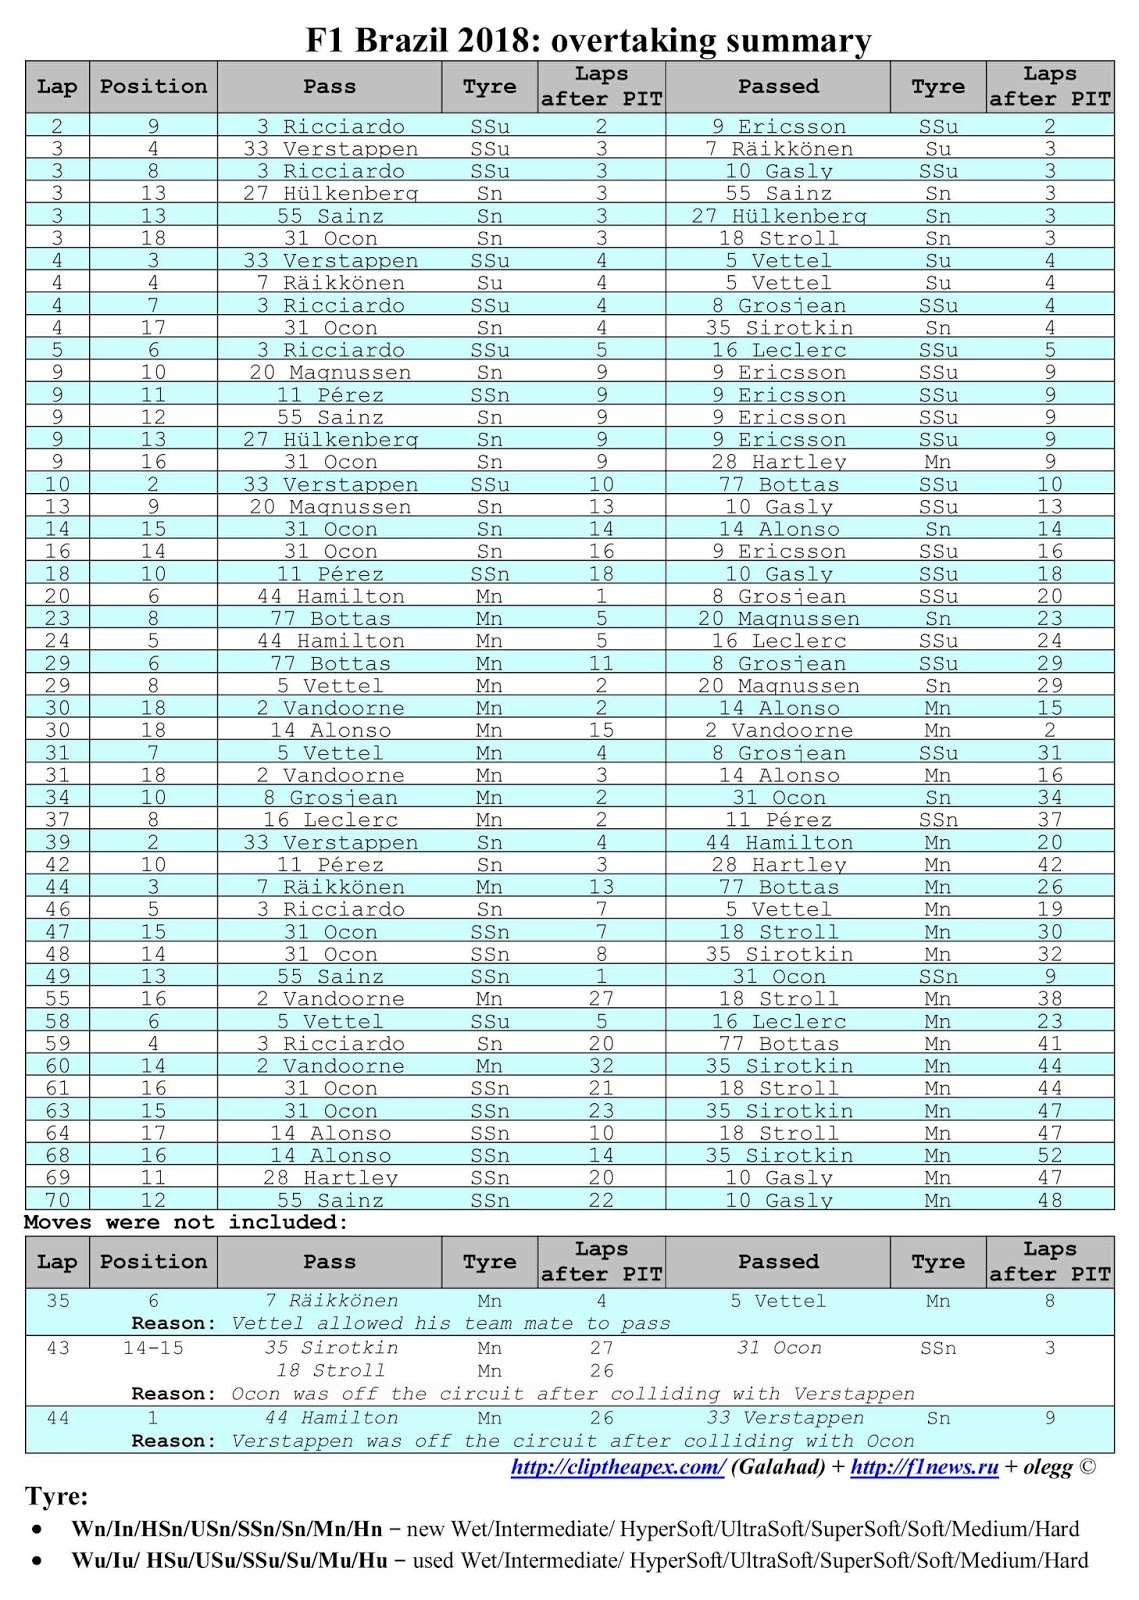 F1 Brazil 2018: overtaking summary
Lap Position Pass Tyre Laps after PIT Passed Tyre Laps after PIT
2 9 3 Ricciardo SSu 2 9 Ericsson SSu 2
3 4 33 Verstappen SSu 3 7 Räikkönen Su 3
3 8 3 Ricciardo SSu 3 10 Gasly SSu 3
3 13 27 Hülkenberg Sn 3 55 Sainz Sn 3
3 13 55 Sainz Sn 3 27 Hülkenberg Sn 3
3 18 31 Ocon Sn 3 18 Stroll Sn 3
4 3 33 Verstappen SSu 4 5 Vettel Su 4
4 4 7 Räikkönen Su 4 5 Vettel Su 4
4 7 3 Ricciardo SSu 4 8 Grosjean SSu 4
4 17 31 Ocon Sn 4 35 Sirotkin Sn 4
5 6 3 Ricciardo SSu 5 16 Leclerc SSu 5
9 10 20 Magnussen Sn 9 9 Ericsson SSu 9
9 11 11 Pérez SSn 9 9 Ericsson SSu 9
9 12 55 Sainz Sn 9 9 Ericsson SSu 9
9 13 27 Hülkenberg Sn 9 9 Ericsson SSu 9
9 16 31 Ocon Sn 9 28 Hartley Mn 9
10 2 33 Verstappen SSu 10 77 Bottas SSu 10
13 9 20 Magnussen Sn 13 10 Gasly SSu 13
14 15 31 Ocon Sn 14 14 Alonso Sn 14
16 14 31 Ocon Sn 16 9 Ericsson SSu 16
18 10 11 Pérez SSn 18 10 Gasly SSu 18
20 6 44 Hamilton Mn 1 8 Grosjean SSu 20
23 8 77 Bottas Mn 5 20 Magnussen Sn 23
24 5 44 Hamilton Mn 5 16 Leclerc SSu 24
29 6 77 Bottas Mn 11 8 Grosjean SSu 29
29 8 5 Vettel Mn 2 20 Magnussen Sn 29
30 18 2 Vandoorne Mn 2 14 Alonso Mn 15
30 18 14 Alonso Mn 15 2 Vandoorne Mn 2
31 7 5 Vettel Mn 4 8 Grosjean SSu 31
31 18 2 Vandoorne Mn 3 14 Alonso Mn 16
34 10 8 Grosjean Mn 2 31 Ocon Sn 34
37 8 16 Leclerc Mn 2 11 Pérez SSn 37
39 2 33 Verstappen Sn 4 44 Hamilton Mn 20
42 10 11 Pérez Sn 3 28 Hartley Mn 42
44 3 7 Räikkönen Mn 13 77 Bottas Mn 26
46 5 3 Ricciardo Sn 7 5 Vettel Mn 19
47 15 31 Ocon SSn 7 18 Stroll Mn 30
48 14 31 Ocon SSn 8 35 Sirotkin Mn 32
49 13 55 Sainz SSn 1 31 Ocon SSn 9
55 16 2 Vandoorne Mn 27 18 Stroll Mn 38
58 6 5 Vettel SSu 5 16 Leclerc Mn 23
59 4 3 Ricciardo Sn 20 77 Bottas Mn 41
60 14 2 Vandoorne Mn 32 35 Sirotkin Mn 44
61 16 31 Ocon SSn 21 18 Stroll Mn 44
63 15 31 Ocon SSn 23 35 Sirotkin Mn 47
64 17 14 Alonso SSn 10 18 Stroll Mn 47
68 16 14 Alonso SSn 14 35 Sirotkin Mn 52
69 11 28 Hartley SSn 20 10 Gasly Mn 47
70 12 55 Sainz SSn 22 10 Gasly Mn 48
Moves were not included:
Lap Position Pass Tyre Laps after PIT Passed Tyre Laps after PIT
35 6 7 Räikkönen Mn 4 5 Vettel Mn 8
Reason: Vettel allowed his team mate to pass
43 14-15 35 Sirotkin Mn 27 31 Ocon SSn 3
18 Stroll Mn 26
Reason: Ocon was off the circuit after colliding with Verstappen
44 1 44 Hamilton Mn 26 33 Verstappen Sn 9
Reason: Verstappen was off the circuit after colliding with Ocon
http://cliptheapex.com/ (Galahad) + http://f1news.ru + olegg ©
Tyre:
• Wn/In/HSn/USn/SSn/Sn/Mn/Hn – new Wet/Intermediate/ HyperSoft/UltraSoft/SuperSoft/Soft/Medium/Hard
• Wu/Iu/ HSu/USu/SSu/Su/Mu/Hu – used Wet/Intermediate/ HyperSoft/UltraSoft/SuperSoft/Soft/Medium/Hard